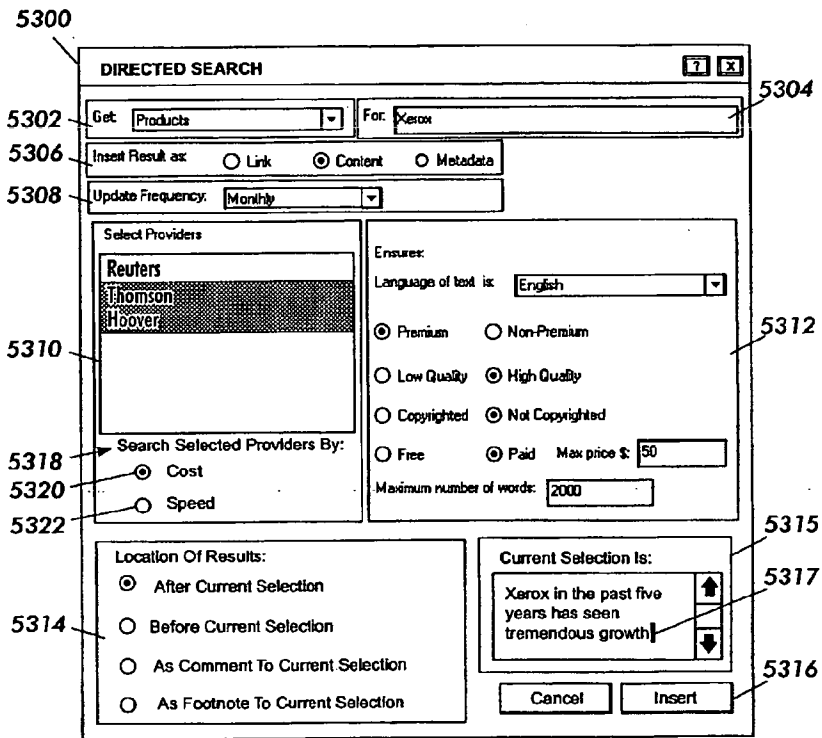 5300
DIRECTED SEARCH ? X
5304
5302 Get: Products For: Xerox
5306 Insert Result as: Link Content Metadata
5308 Update Frequency: Monthly
Select Providers
Reuters
Thomson
Hoover
Ensures:
Language of text is: English
Premium Non-Premium
5310 5312
Low Quality High Quality
Copyrighted Not Copyrighted
5318 Search Selected Providers By:
Free Paid Max price $: 50
5320 Cost
Maximum number of words: 2000
5322 Speed
5315
Location Of Results:
After Current Selection
5314 Before Current Selection
As Comment To Current Selection
As Footnote To Current Selection
Current Selection Is:
5317
Xerox in the past five
years has seen
tremendous growth
5316
Cancel Insert